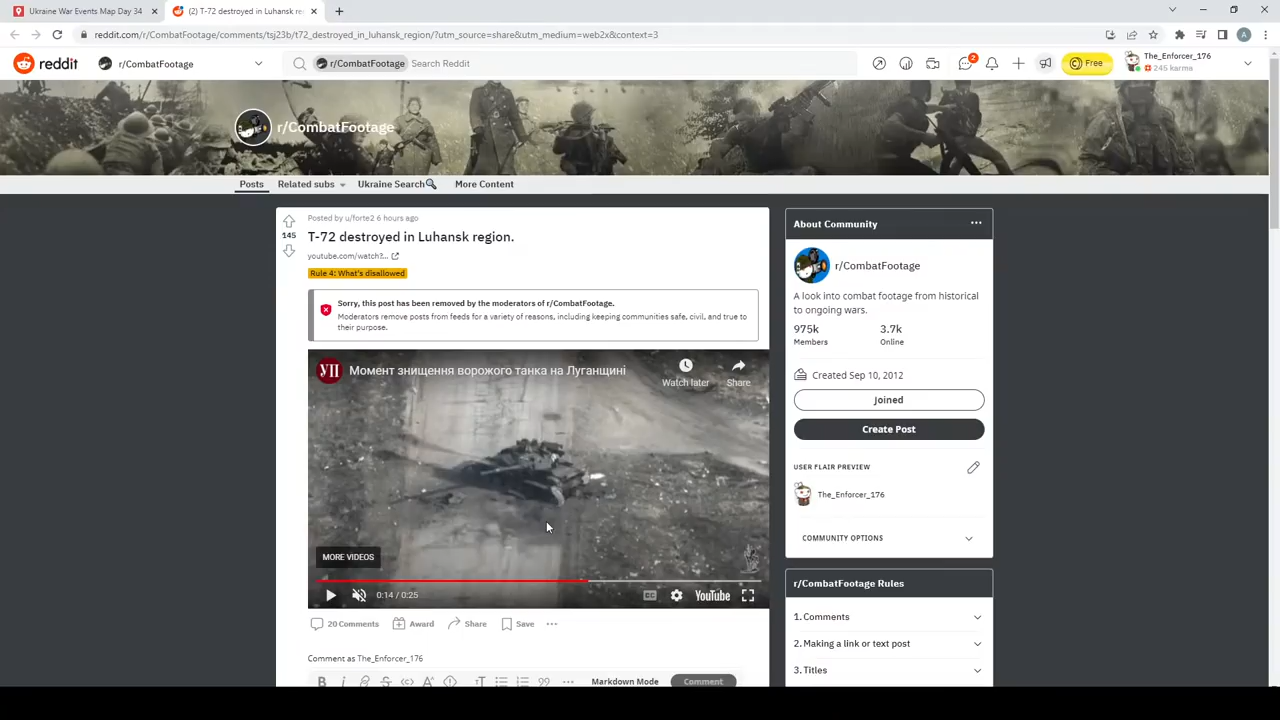 Ukraine War Events Map Day 34
(2) T-72 destroyed in Luhansk re
reddit.com/r/CombatFootage/comments/tsj23b/t72_destroyed_in_luhansk_region/?utm_source=share&utm_medium=web2x&context=3
A
reddit
r/CombatFootage
r/CombatFootage
Search Reddit
2
Free
The_Enforcer_176
245 karma
r/CombatFootage
Posts
Related subs
Ukraine Search🔍
More Content
Posted by u/forte2 6 hours ago
145
T-72 destroyed in Luhansk region.
youtube.com/watch?...
Rule 4: What's disallowed
Sorry, this post has been removed by the moderators of r/CombatFootage.
Moderators remove posts from feeds for a variety of reasons, including keeping communities safe, civil, and true to
their purpose.
УП
Момент знищення ворожого танка на Луганщині
Watch later
Share
MORE VIDEOS
0:14 / 0:25
CC
YouTube
20 Comments
Award
Share
Save
Comment as The_Enforcer_176
Markdown Mode
Comment
About Community
r/CombatFootage
A look into combat footage from historical
to ongoing wars.
975k
3.7k
Members
Online
Created Sep 10, 2012
Joined
Create Post
USER FLAIR PREVIEW
The_Enforcer_176
COMMUNITY OPTIONS
r/CombatFootage Rules
1. Comments
2. Making a link or text post
3. Titles